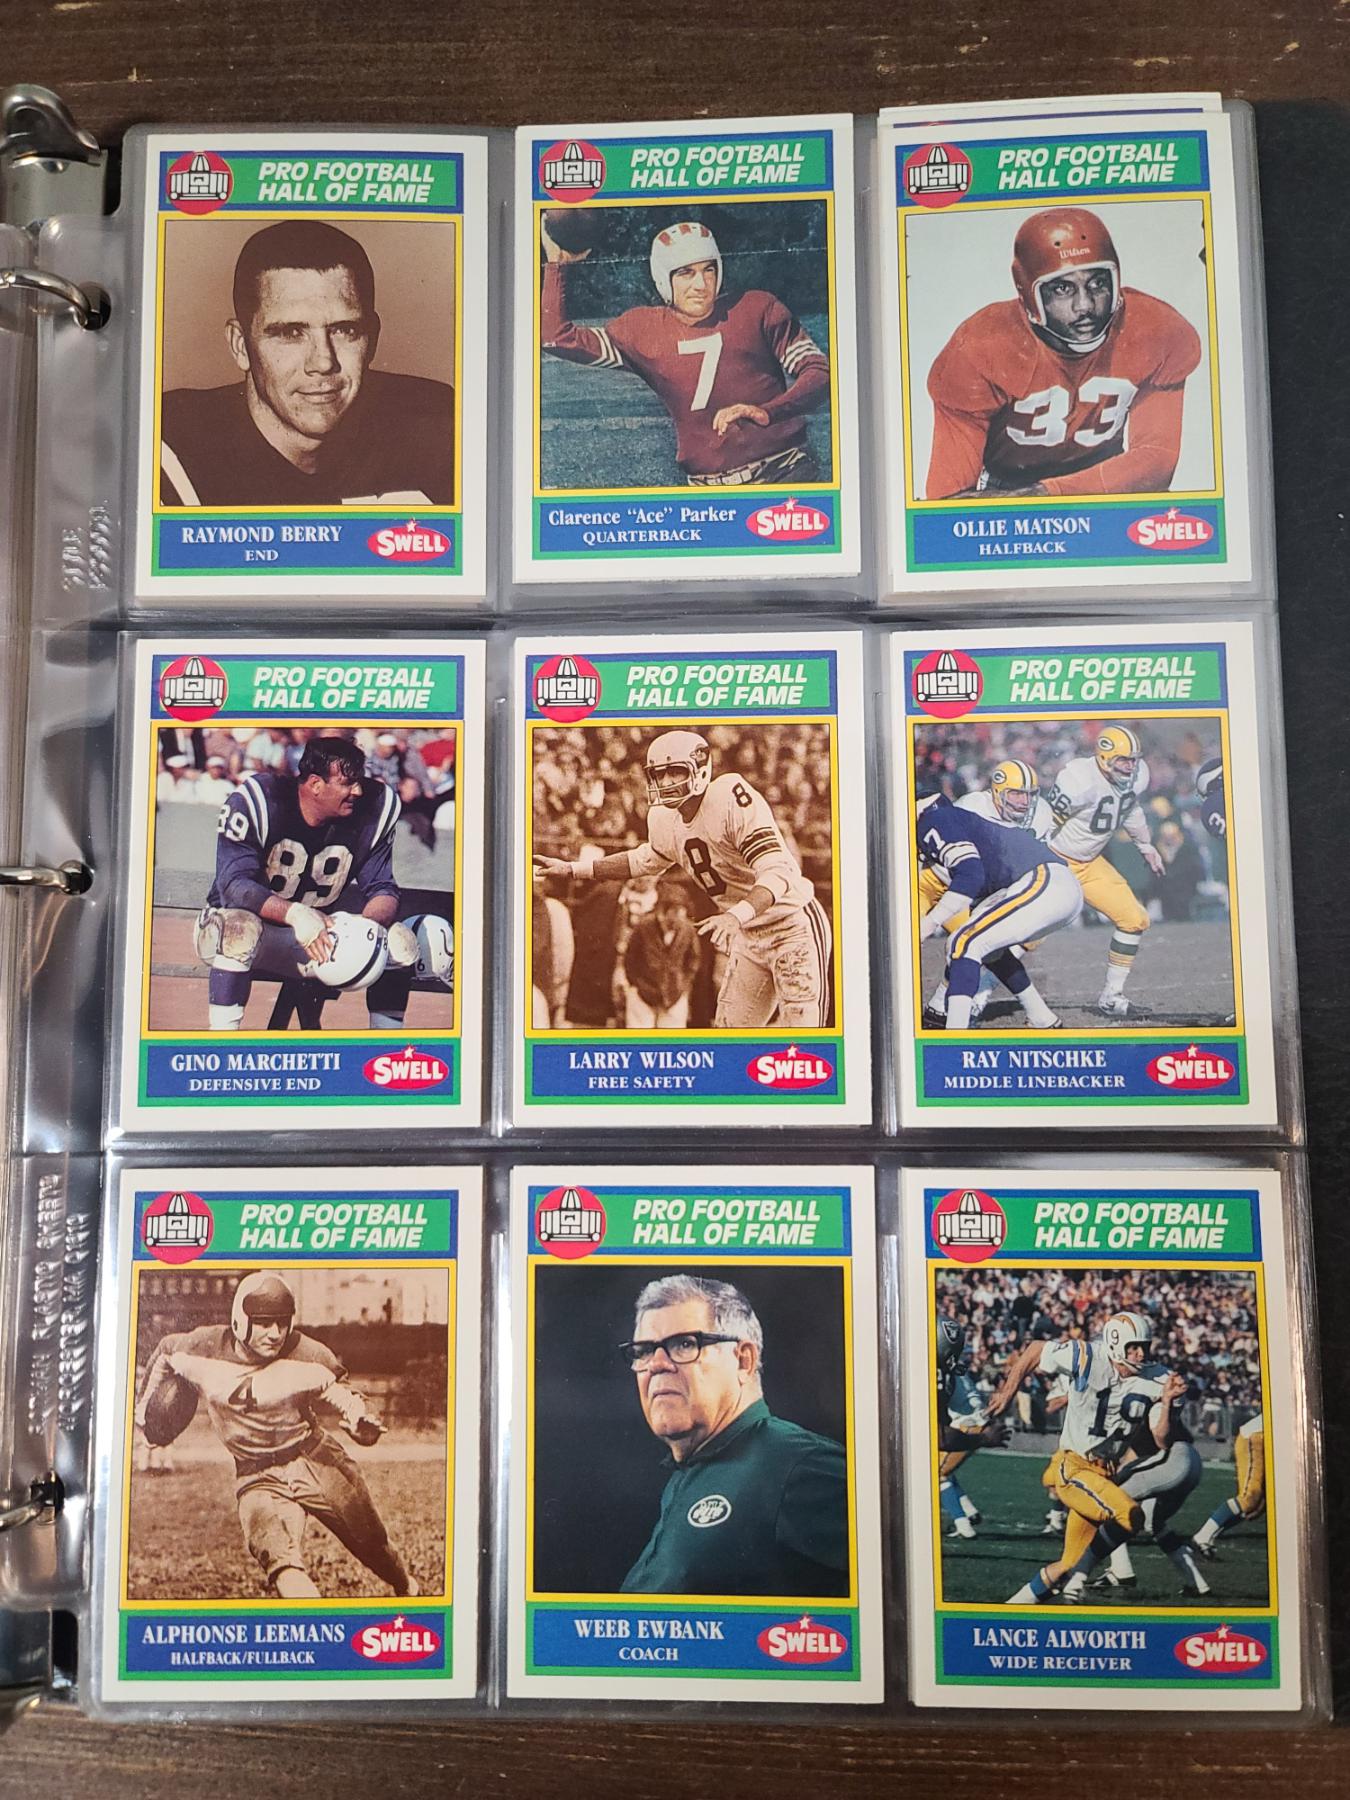 PRO FOOTBALL
HALL OF FAME
RAYMOND BERRY
END
SWELL
PRO FOOTBALL
HALL OF FAME
7
Clarence "Ace" Parker
QUARTERBACK
SWELL
PRO FOOTBALL
HALL OF FAME
Wilson
33
OLLIE MATSON
HALFBACK
SWELL
PRO FOOTBALL
HALL OF FAME
89
89
GINO MARCHETTI
DEFENSIVE END
SWELL
PRO FOOTBALL
HALL OF FAME
8
8
LARRY WILSON
FREE SAFETY
SWELL
PRO FOOTBALL
HALL OF FAME
G
G
66
66
RAY NITSCHKE
MIDDLE LINEBACKER
SWELL
PRO FOOTBALL
HALL OF FAME
4
ALPHONSE LEEMANS
HALFBACK/FULLBACK
SWELL
PRO FOOTBALL
HALL OF FAME
JETS
WEEB EWBANK
COACH
SWELL
PRO FOOTBALL
HALL OF FAME
19
LANCE ALWORTH
WIDE RECEIVER
SWELL